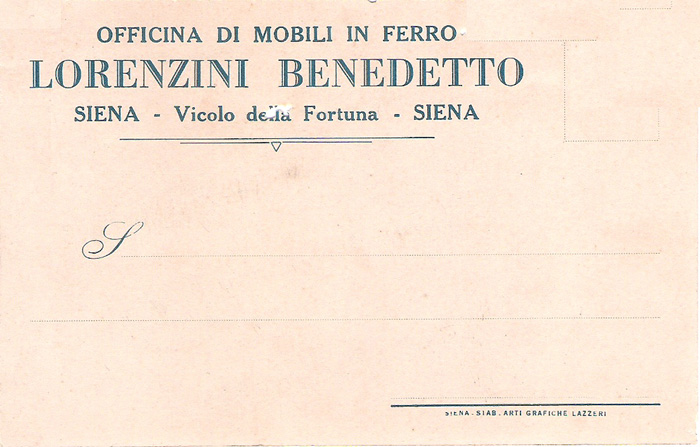 OFFICINA DI MOBILI IN FERRO
LORENZINI BENEDETTO
SIENA - Vicolo della Fortuna - SIENA
S
SIENA - STAB. ARTI GRAFICHE LAZZERI